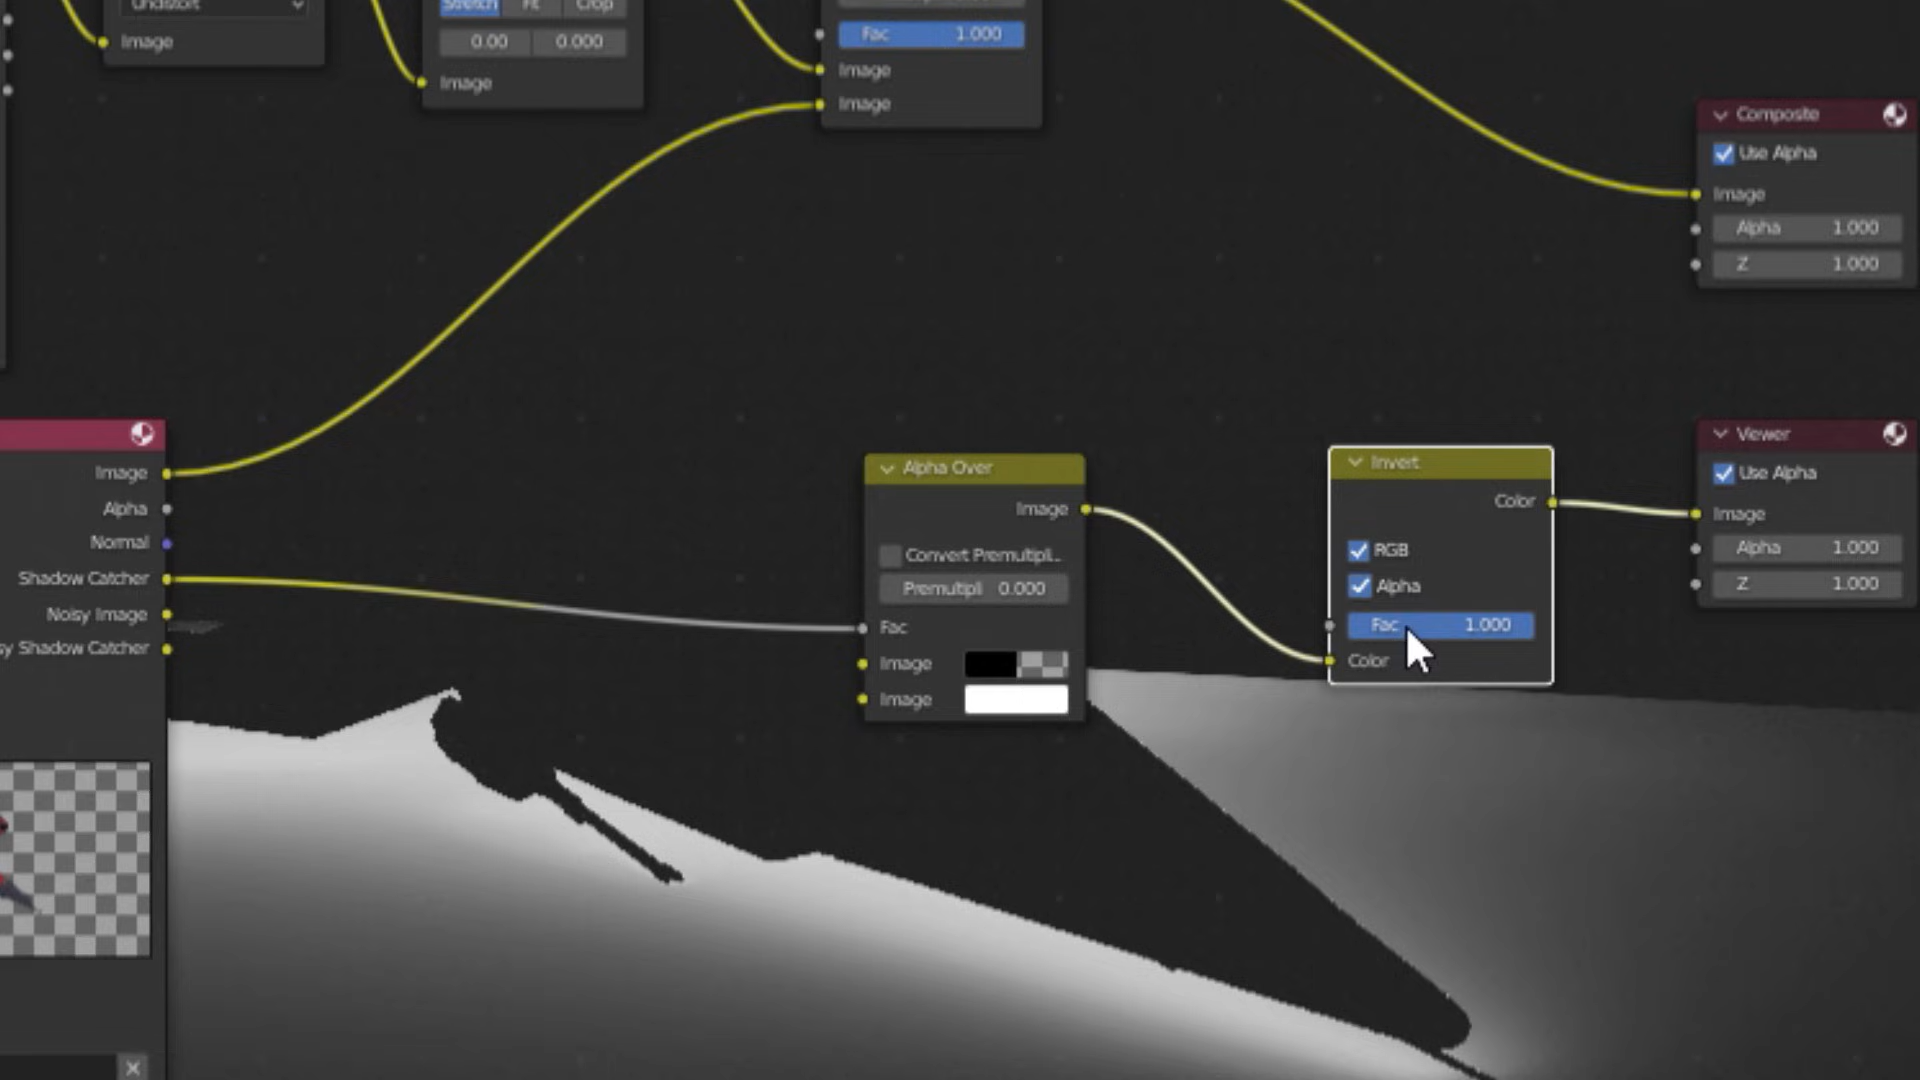 Undistort
Image
Stretch Fit Crop
0.00 0.000
Image
Fac 1.000
Image
Image
Composite
Use Alpha
Image
Alpha 1.000
Z 1.000
Image
Alpha
Normal
Shadow Catcher
Noisy Image
sy Shadow Catcher
Alpha Over
Image
Convert Premultipl...
Premultipl 0.000
Fac
Image
Image
Invert
Color
RGB
Alpha
Fac 1.000
Color
Viewer
Use Alpha
Image
Alpha 1.000
Z 1.000